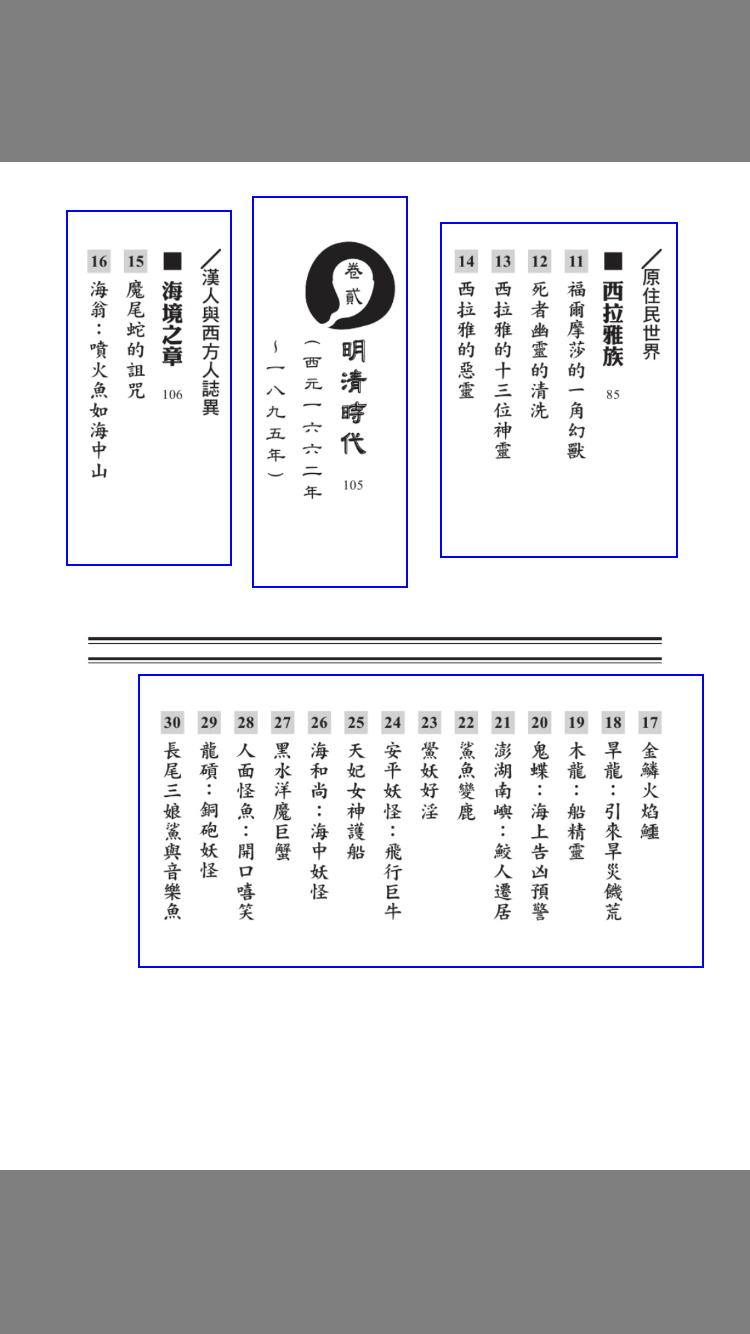 ／原住民世界
■西拉雅族 85
11 福爾摩莎的一角幻獸
12 死者幽靈的清洗
13 西拉雅的十三位神靈
14 西拉雅的惡靈
卷貳
明清時代 105
（西元一六六二年
～一八九五年）
／漢人與西方人誌異
■海境之章 106
15 魔尾蛇的詛咒
16 海翁：噴火魚如海中山
17 金鱗火焰鱷
18 旱龍：引來旱災饑荒
19 木龍：船精靈
20 鬼蝶：海上告凶預警
21 澎湖南嶼：鮫人遷居
22 鯊魚變鹿
23 鱟妖好淫
24 安平妖怪：飛行巨牛
25 天妃女神護船
26 海和尚：海中妖怪
27 黑水洋魔巨蟹
28 人面怪魚：開口嘻笑
29 龍碽：銅砲妖怪
30 長尾三娘鯊與音樂魚